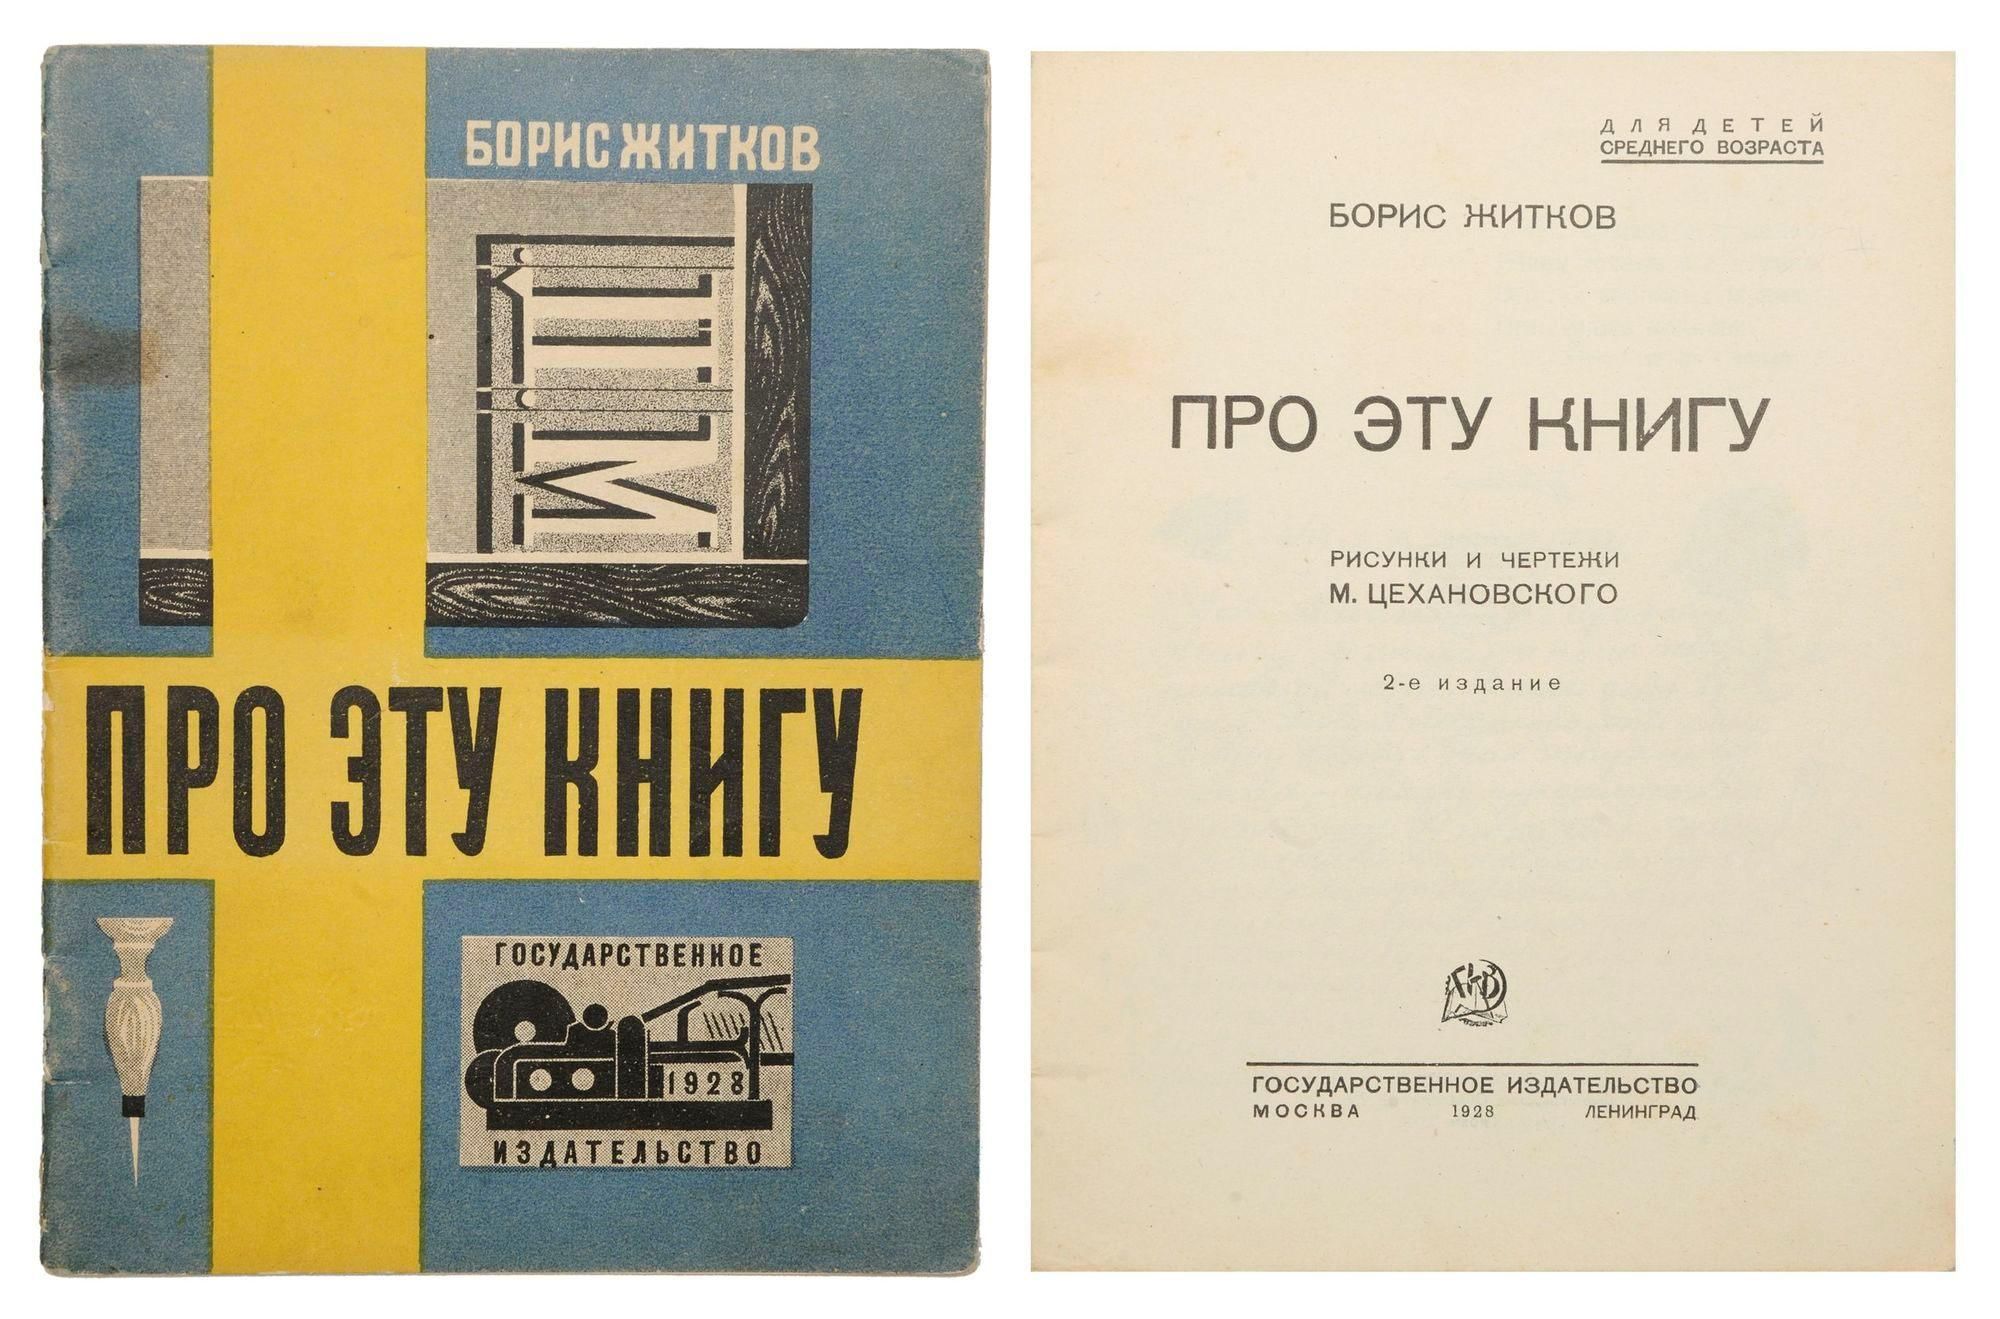 БОРИС ЖИТКОВ
ПРО ЭТУ КНИГУ
ГОСУДАРСТВЕННОЕ
1928
ИЗДАТЕЛЬСТВО
ДЛЯ ДЕТЕЙ
СРЕДНЕГО ВОЗРАСТА
БОРИС ЖИТКОВ
ПРО ЭТУ КНИГУ
РИСУНКИ И ЧЕРТЕЖИ
М. ЦЕХАНОВСКОГО
2-е издание
ГОСУДАРСТВЕННОЕ ИЗДАТЕЛЬСТВО
МОСКВА 1928 ЛЕНИНГРАД